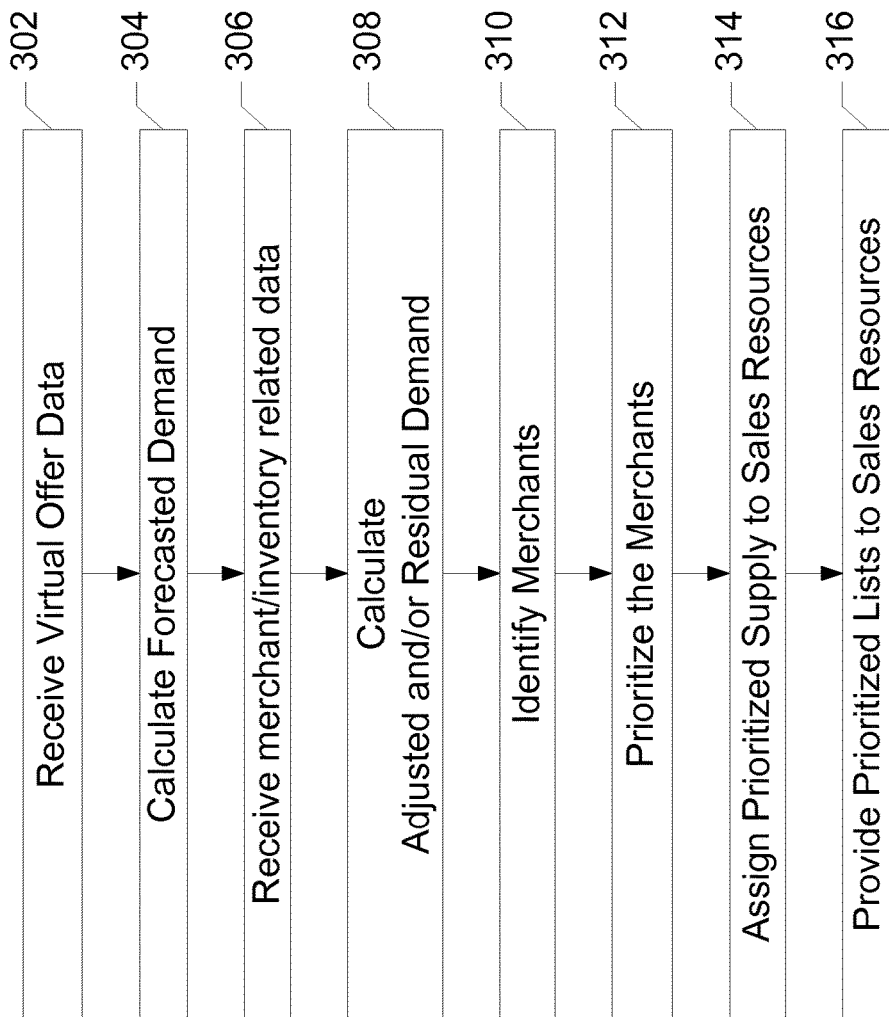 Receive Virtual Offer Data
302
Calculate Forecasted Demand
304
Receive merchant/inventory related data
306
Calculate
Adjusted and/or Residual Demand
308
Identify Merchants
310
Prioritize the Merchants
312
Assign Prioritized Supply to Sales Resources
314
Provide Prioritized Lists to Sales Resources
316